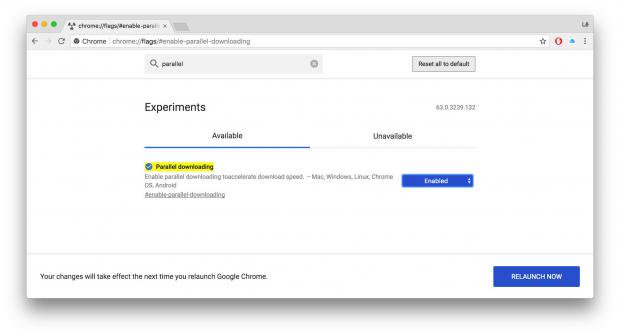 chrome://flags/#enable-parall
Lő
Chrome | chrome://flags/#enable-parallel-downloading
parallel
Reset all to default
Experiments
63.0.3239.132
Available
Unavailable
Parallel downloading
Enable parallel downloading toaccelerate download speed. – Mac, Windows, Linux, Chrome
OS, Android
#enable-parallel-downloading
Enabled
Your changes will take effect the next time you relaunch Google Chrome.
RELAUNCH NOW